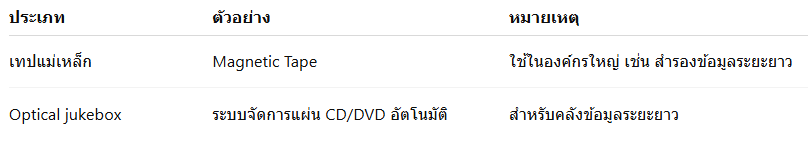 ประเภท ตัวอย่าง หมายเหตุ
เทปแม่เหล็ก Magnetic Tape ใช้ในองค์กรใหญ่ เช่น สำรองข้อมูลระยะยาว
Optical jukebox ระบบจัดการแผ่น CD/DVD อัตโนมัติ สำหรับคลังข้อมูลระยะยาว